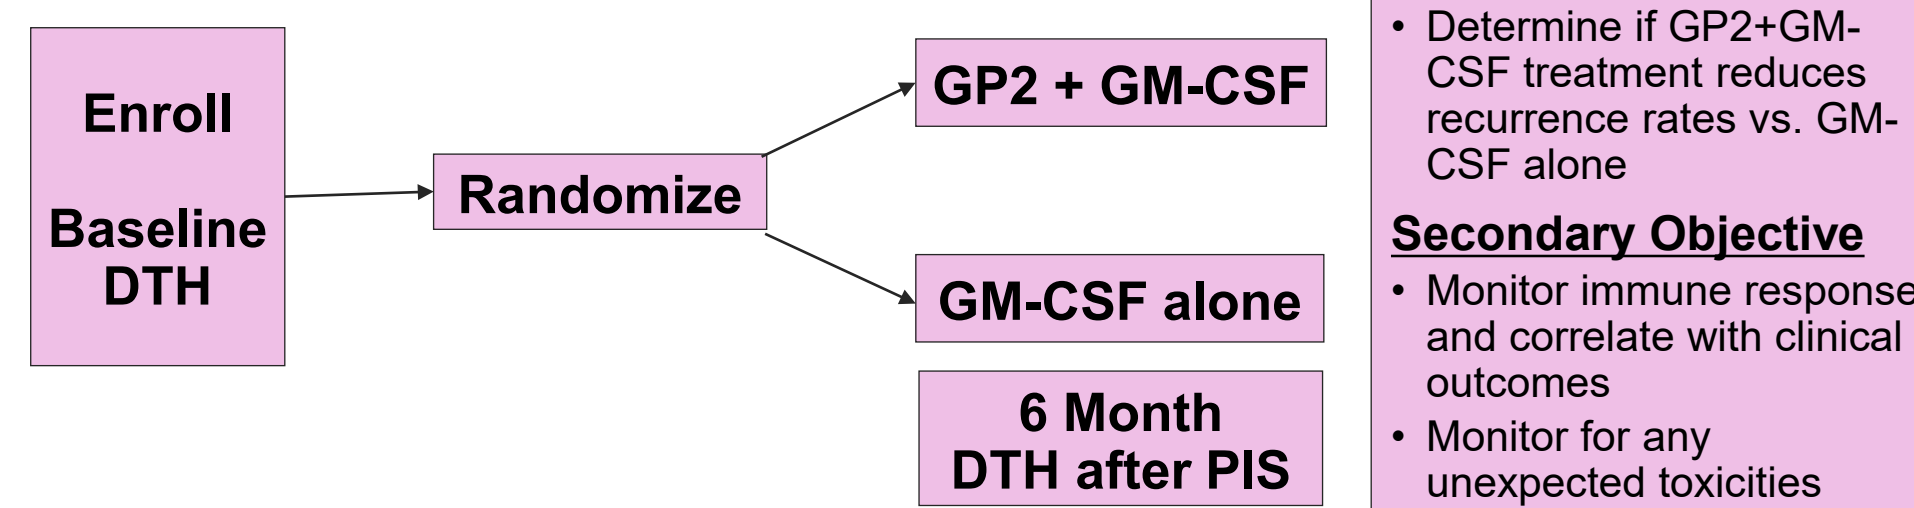 Enroll
Baseline
DTH
Randomize
GP2 + GM-CSF
GM-CSF alone
6 Month
DTH after PIS
• Determine if GP2+GM-
CSF treatment reduces
recurrence rates vs. GM-
CSF alone
Secondary Objective
• Monitor immune response
and correlate with clinical
outcomes
• Monitor for any
unexpected toxicities